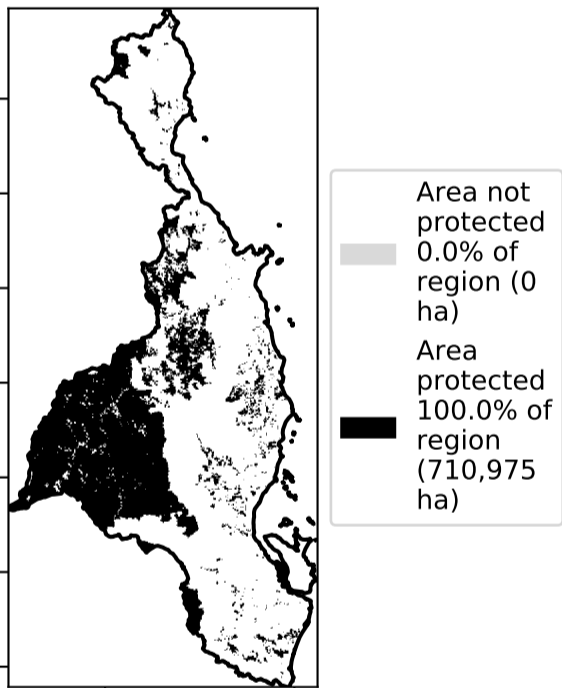 Area not
protected
0.0% of
region (0
ha)
Area
protected
100.0% of
region
(710,975
ha)